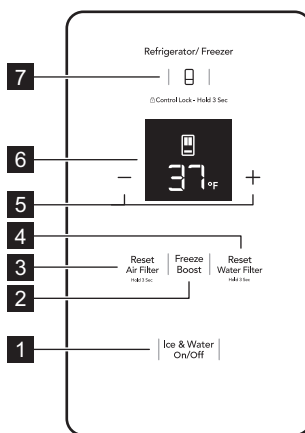 Refrigerator/ Freezer
7
Control Lock - Hold 3 Sec
6
37°F
− +
5
4
3
Reset
Air Filter
Hold 3 Sec
Freeze
Boost
Reset
Water Filter
Hold 3 Sec
2
1
Ice & Water
On/Off